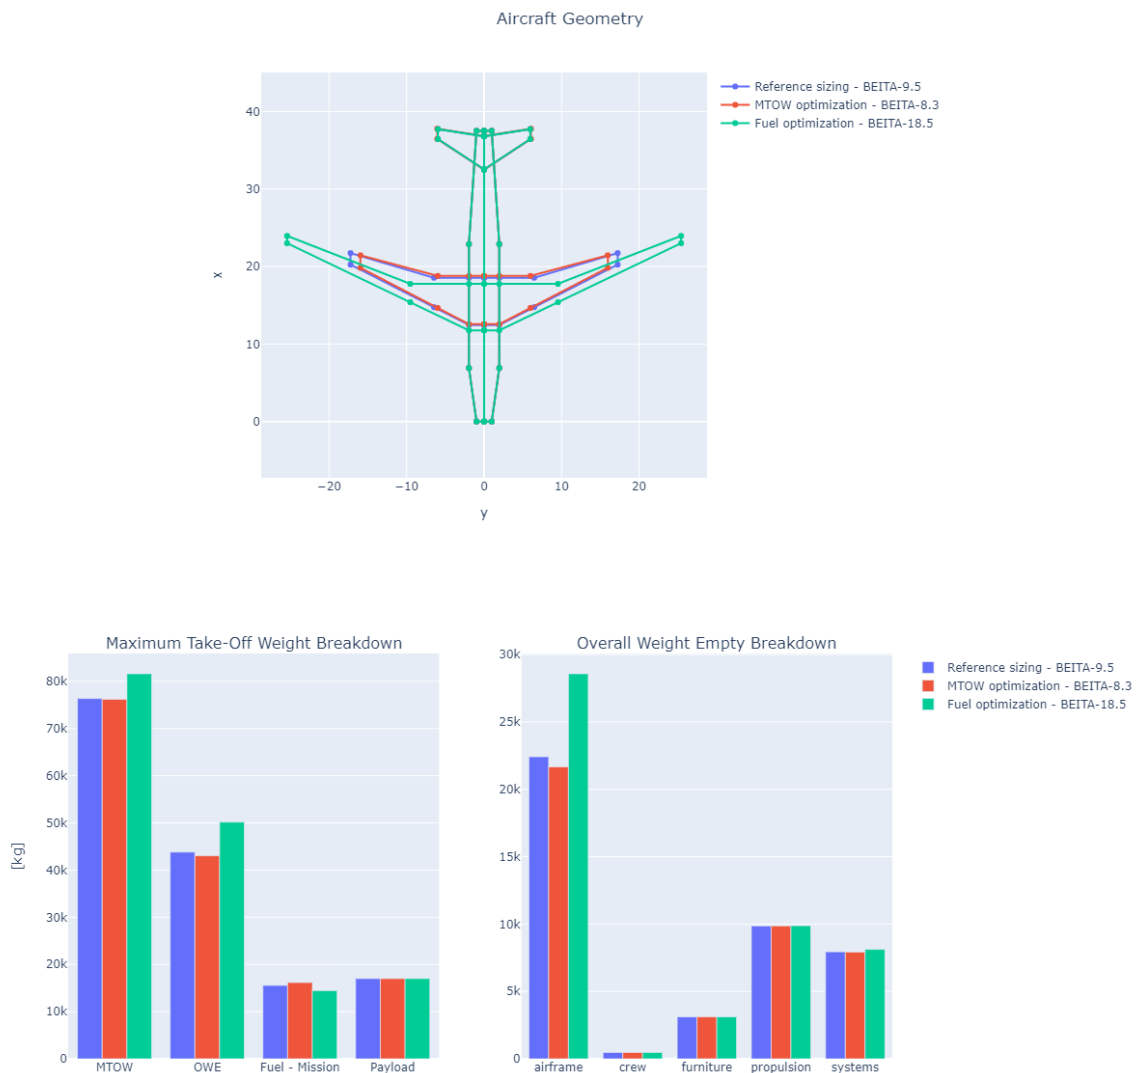 Aircraft Geometry
Reference sizing - BEITA-9.5
MTOW optimization - BEITA-8.3
Fuel optimization - BEITA-18.5
40
30
20
10
0
x
−20
−10
0
10
20
y
Maximum Take-Off Weight Breakdown
80k
70k
60k
50k
40k
30k
20k
10k
0
[kg]
MTOW
OWE
Fuel - Mission
Payload
Overall Weight Empty Breakdown
30k
25k
20k
15k
10k
5k
0
airframe
crew
furniture
propulsion
systems
Reference sizing - BEITA-9.5
MTOW optimization - BEITA-8.3
Fuel optimization - BEITA-18.5